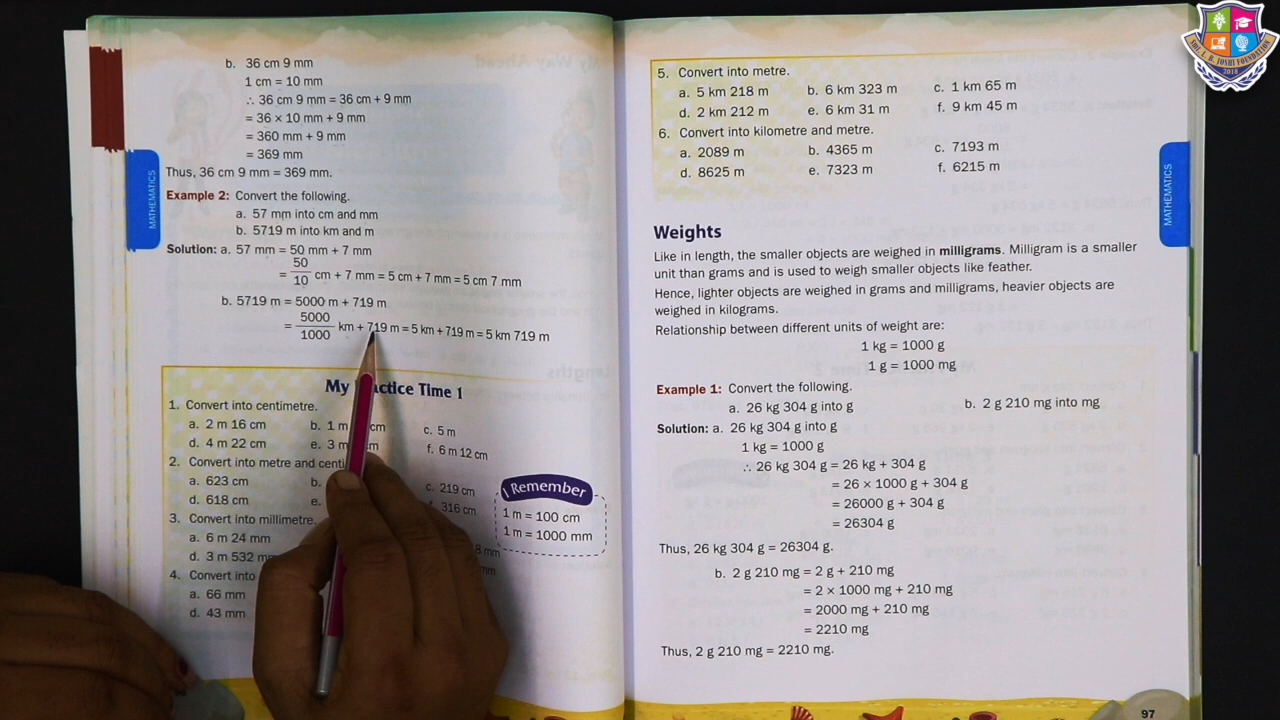 b. 36 cm 9 mm
1 cm = 10 mm
∴ 36 cm 9 mm = 36 cm + 9 mm
= 36 × 10 mm + 9 mm
= 360 mm + 9 mm
= 369 mm
Thus, 36 cm 9 mm = 369 mm.
Example 2: Convert the following.
a. 57 mm into cm and mm
b. 5719 m into km and m
Solution: a. 57 mm = 50 mm + 7 mm
= 50/10 cm + 7 mm = 5 cm + 7 mm = 5 cm 7 mm
b. 5719 m = 5000 m + 719 m
= 5000/1000 km + 719 m = 5 km + 719 m = 5 km 719 m
My Time 1
1. Convert into centimetre.
a. 2 m 16 cm b. 1 m cm c. 5 m
d. 4 m 22 cm e. 3 m f. 6 m 12 cm
2. Convert into metre and
a. 623 cm b. c. 219 cm
d. 618 cm e. 316 cm
3. Convert into millimetre.
a. 6 m 24 mm
d. 3 m 532 8 mm
4. Convert into mm
a. 66 mm
d. 43 mm
I Remember
1 m = 100 cm
1 m = 1000 mm
MATHEMATICS
5. Convert into metre.
a. 5 km 218 m b. 6 km 323 m c. 1 km 65 m
d. 2 km 212 m e. 6 km 31 m f. 9 km 45 m
6. Convert into kilometre and metre.
a. 2089 m b. 4365 m c. 7193 m
d. 8625 m e. 7323 m f. 6215 m
Weights
Like in length, the smaller objects are weighed in milligrams. Milligram is a smaller
unit than grams and is used to weigh smaller objects like feather.
Hence, lighter objects are weighed in grams and milligrams, heavier objects are
weighed in kilograms.
Relationship between different units of weight are:
1 kg = 1000 g
1 g = 1000 mg
Example 1: Convert the following.
a. 26 kg 304 g into g b. 2 g 210 mg into mg
Solution: a. 26 kg 304 g into g
1 kg = 1000 g
∴ 26 kg 304 g = 26 kg + 304 g
= 26 × 1000 g + 304 g
= 26000 g + 304 g
= 26304 g
Thus, 26 kg 304 g = 26304 g.
b. 2 g 210 mg = 2 g + 210 mg
= 2 × 1000 mg + 210 mg
= 2000 mg + 210 mg
= 2210 mg
Thus, 2 g 210 mg = 2210 mg.
MATHEMATICS
97
SHRI. L. B. JOSHI FOUNDATION
2018